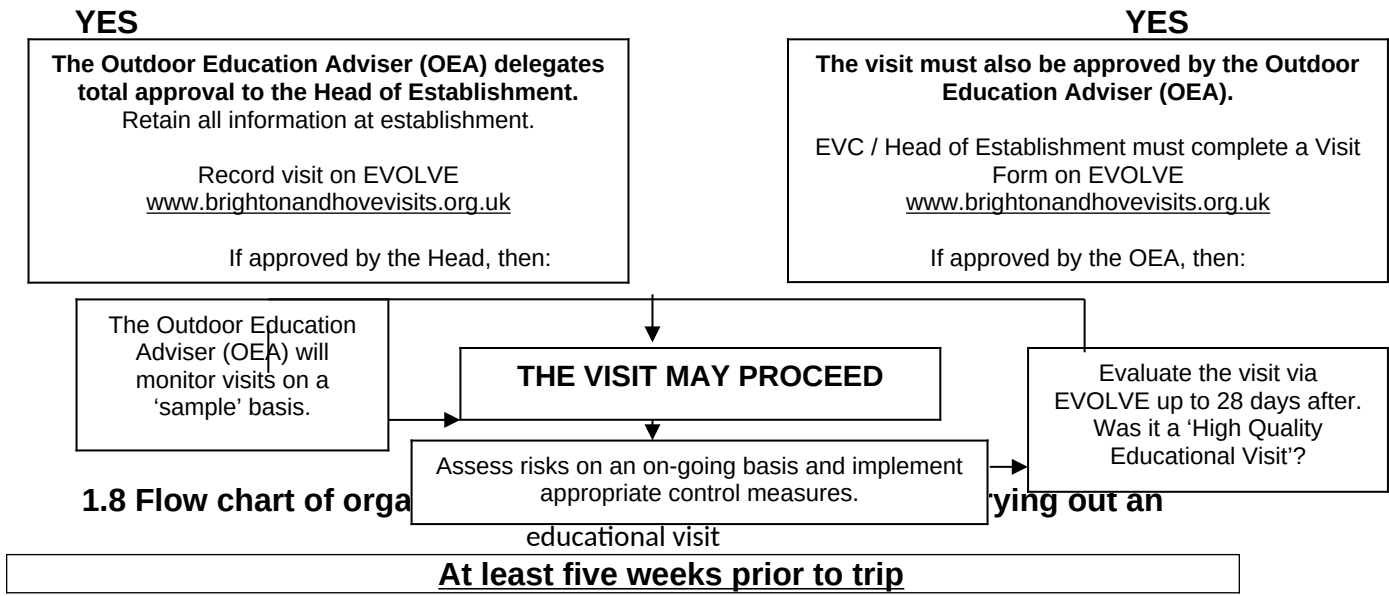 YES
YES
The Outdoor Education Adviser (OEA) delegates
total approval to the Head of Establishment.
Retain all information at establishment.
Record visit on EVOLVE
www.brightonandhovevisits.org.uk
If approved by the Head, then:
The visit must also be approved by the Outdoor
Education Adviser (OEA).
EVC / Head of Establishment must complete a Visit
Form on EVOLVE
www.brightonandhovevisits.org.uk
If approved by the OEA, then:
The Outdoor Education
Adviser (OEA) will
monitor visits on a
‘sample’ basis.
THE VISIT MAY PROCEED
Assess risks on an on-going basis and implement
appropriate control measures.
Evaluate the visit via
EVOLVE up to 28 days after.
Was it a ‘High Quality
Educational Visit’?
1.8 Flow chart of orga rying out an
educational visit
At least five weeks prior to trip